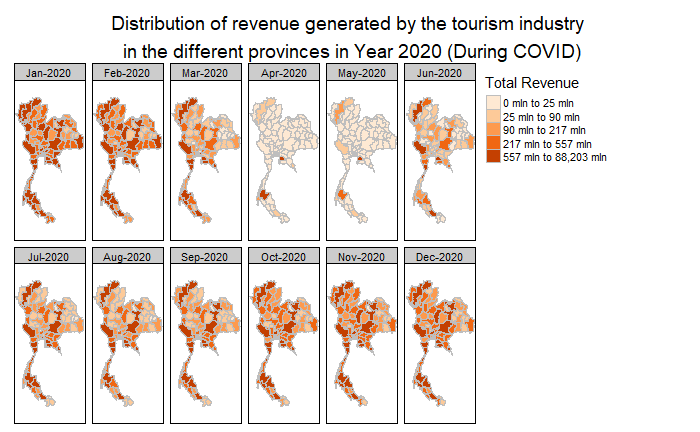 Distribution of revenue generated by the tourism industry
in the different provinces in Year 2020 (During COVID)
Jan-2020 Feb-2020 Mar-2020 Apr-2020 May-2020 Jun-2020
Total Revenue
0 mln to 25 mln
25 mln to 90 mln
90 mln to 217 mln
217 mln to 557 mln
557 mln to 88,203 mln
Jul-2020 Aug-2020 Sep-2020 Oct-2020 Nov-2020 Dec-2020